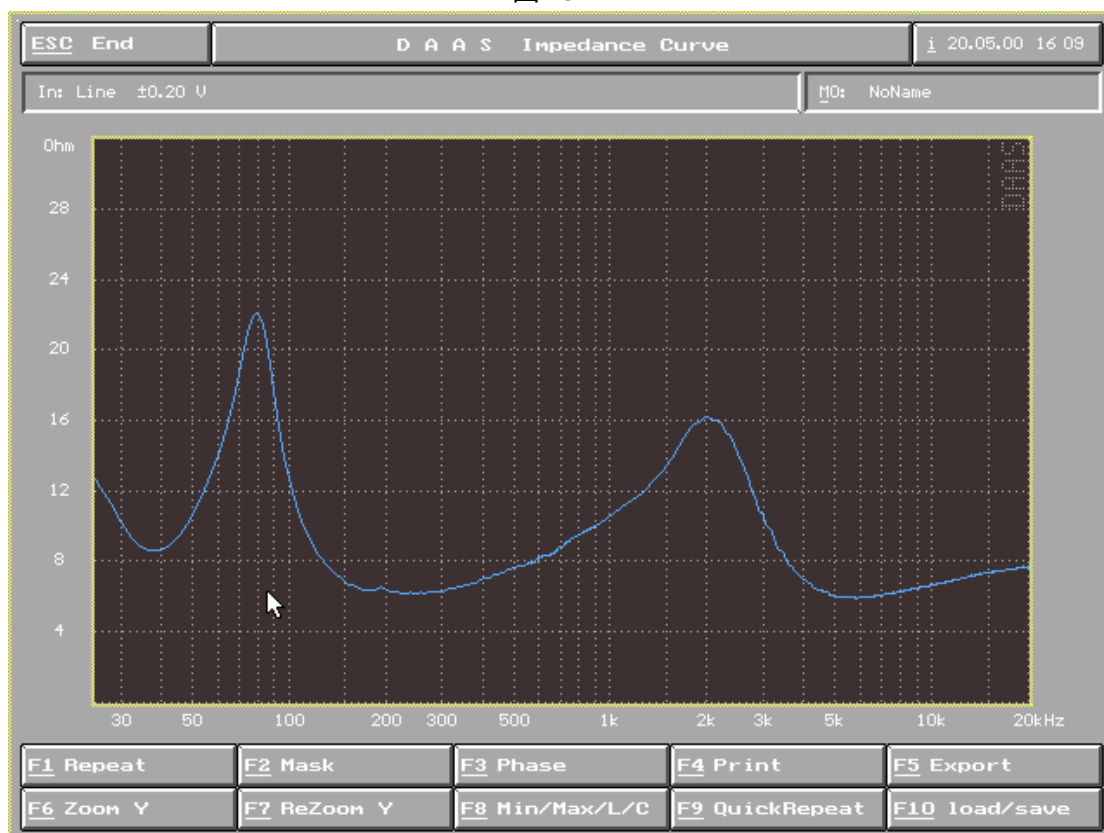 ESC End
D A A S Impedance Curve
i 20.05.00 16 09
In: Line ±0.20 V
MO: NoName
Ohm
DAAS
28
24
20
16
12
8
4
30 50 100 200 300 500 1k 2k 3k 5k 10k 20kHz
F1 Repeat F2 Mask F3 Phase F4 Print F5 Export
F6 Zoom Y F7 ReZoom Y F8 Min/Max/L/C F9 QuickRepeat F10 load/save